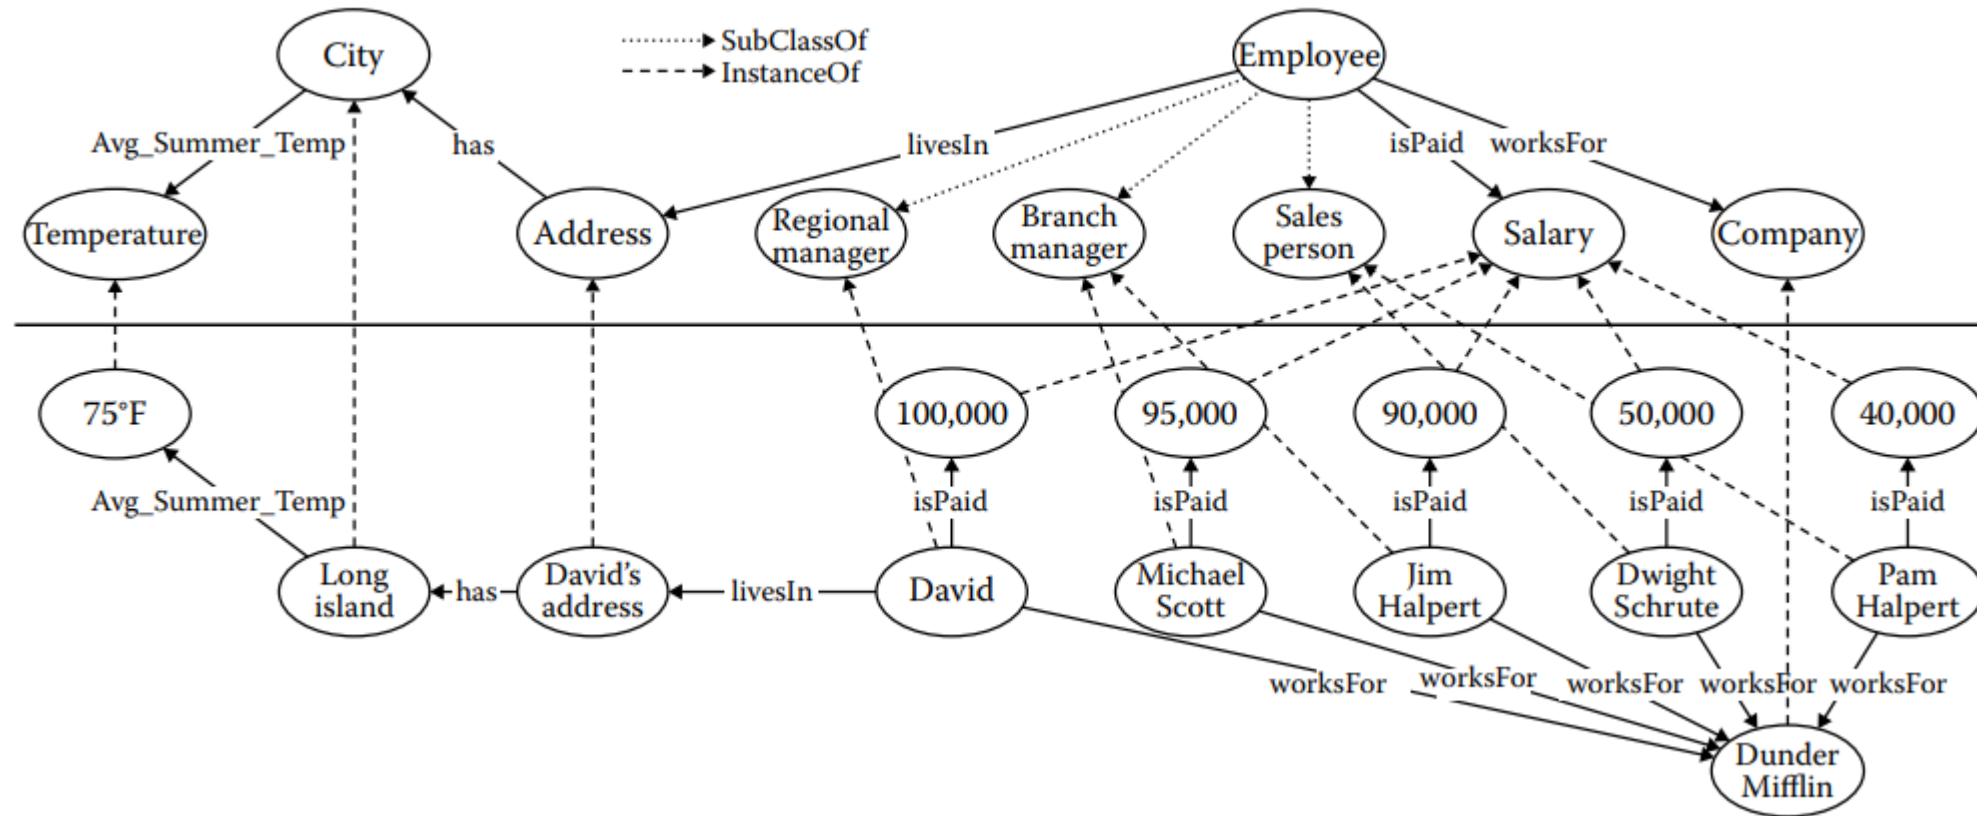 City
SubClassOf
InstanceOf
Employee
Avg_Summer_Temp
has
livesIn
isPaid
worksFor
Temperature
Address
Regional
manager
Branch
manager
Sales
person
Salary
Company
75°F
100,000
95,000
90,000
50,000
40,000
Avg_Summer_Temp
isPaid
isPaid
isPaid
isPaid
isPaid
Long
island
has
David's
address
livesIn
David
Michael
Scott
Jim
Halpert
Dwight
Schrute
Pam
Halpert
worksFor
worksFor
worksFor
worksFor
worksFor
Dunder
Mifflin